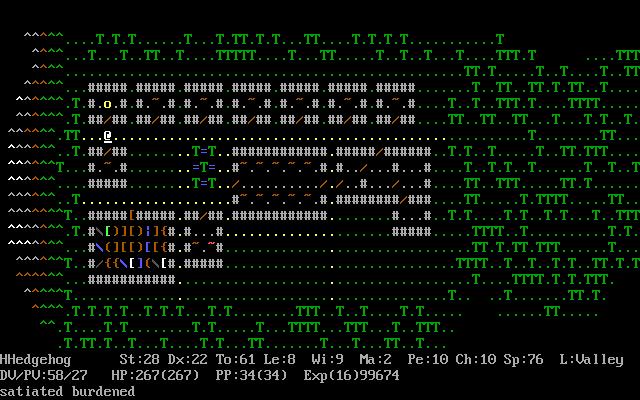 HHedgehog St:28 Dx:22 To:61 Le:8 Wi:9 Ma:2 Pe:10 Ch:10 Sp:76 L:Valley
DV/PV:58/27 HP:267(267) PP:34(34) Exp(16)99674
satiated burdened